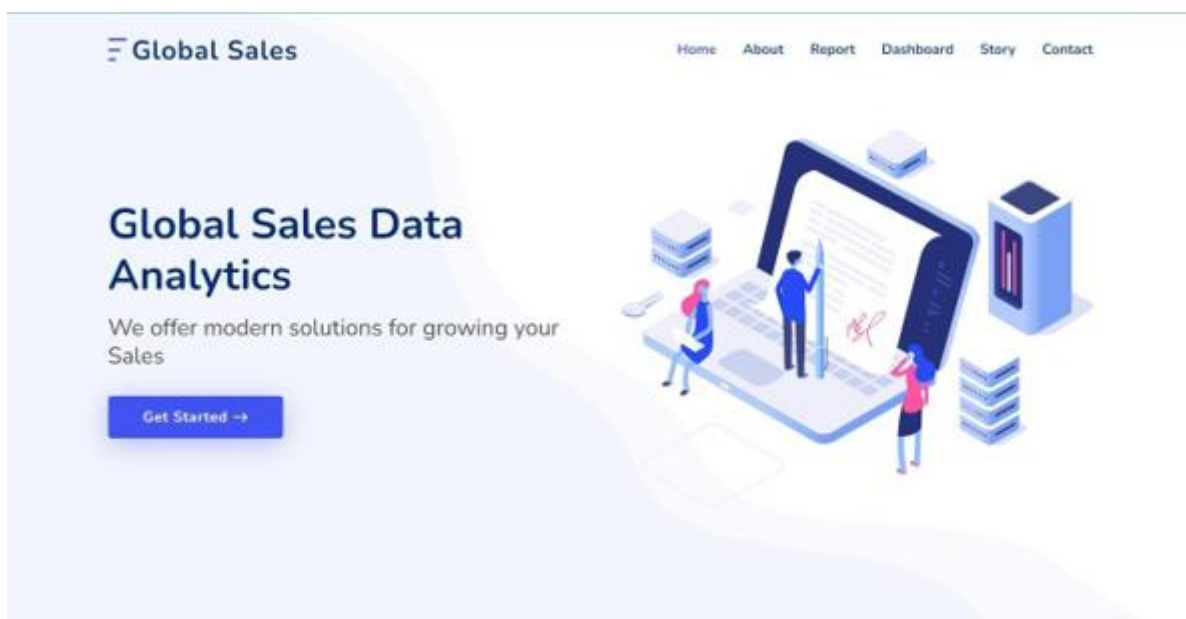 Global Sales
Home About Report Dashboard Story Contact
Global Sales Data
Analytics
We offer modern solutions for growing your
Sales
Get Started →